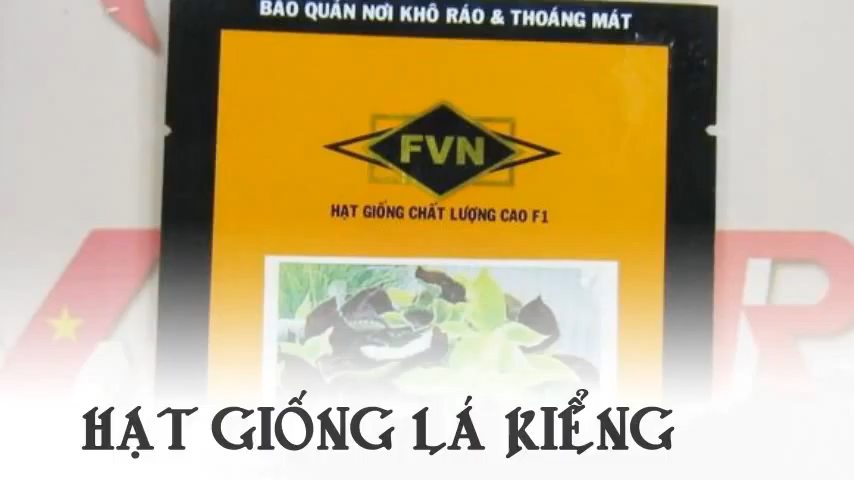 BẢO QUẢN NƠI KHÔ RÁO & THOÁNG MÁT
FVN
HẠT GIỐNG CHẤT LƯỢNG CAO F1
R
HẠT GIỐNG LÁ KIỂNG